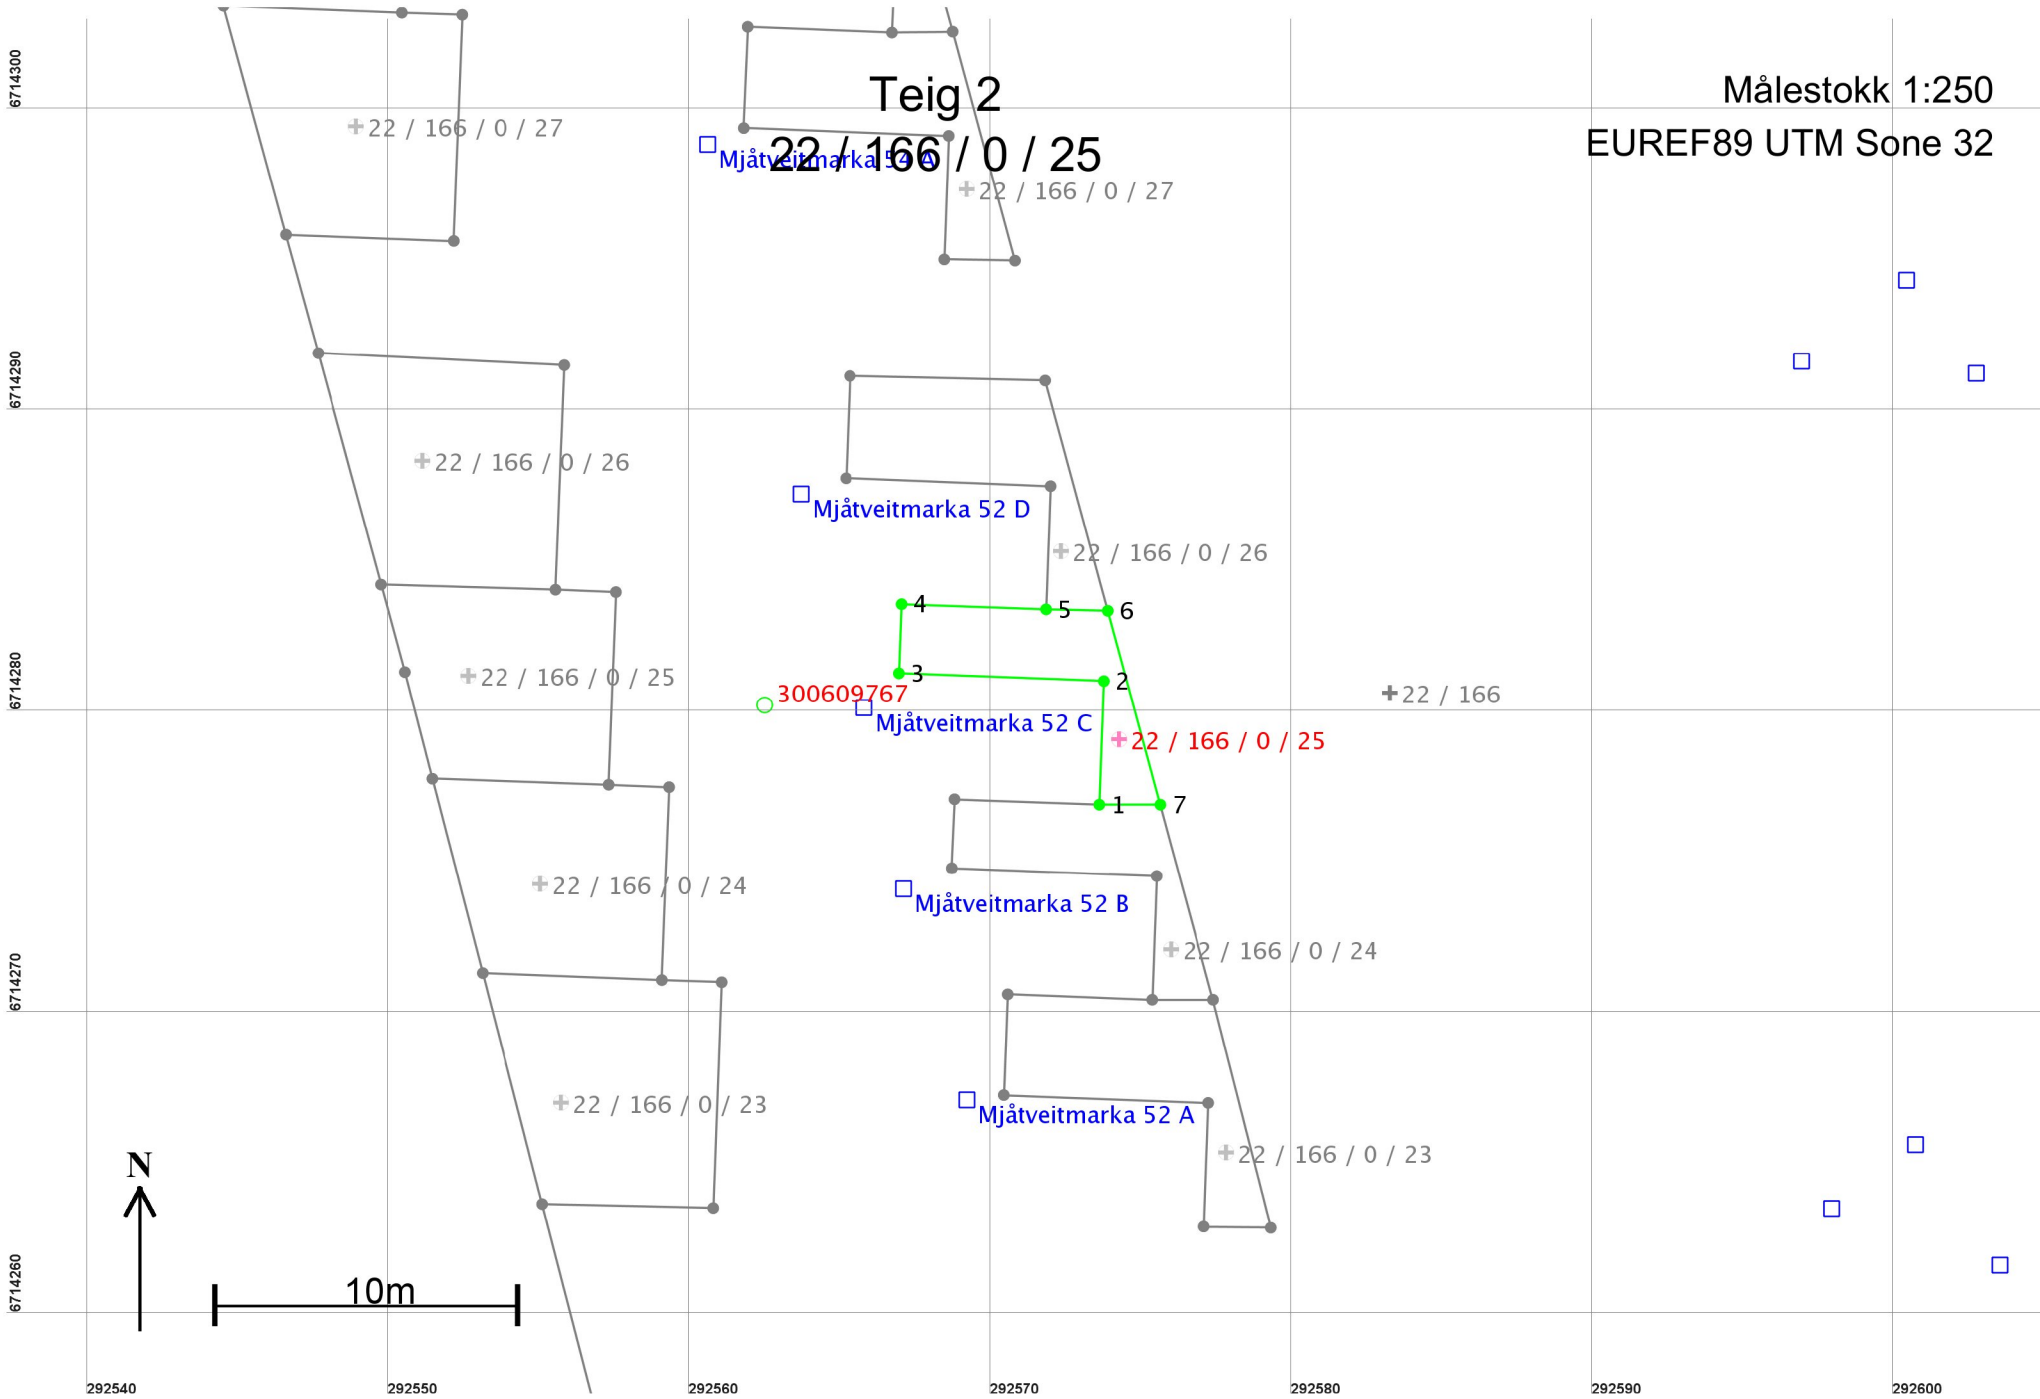 6714300
Teig 2
Målestokk 1:250
22 / 166 / 0 / 27
22 / 166 / 0 / 25
EUREF89 UTM Sone 32
Mjåtveitmarka 54 A
22 / 166 / 0 / 27
6714290
22 / 166 / 0 / 26
Mjåtveitmarka 52 D
22 / 166 / 0 / 26
4
5
6
3
2
6714280
22 / 166 / 0 / 25
300609767
22 / 166
Mjåtveitmarka 52 C
22 / 166 / 0 / 25
1
7
22 / 166 / 0 / 24
Mjåtveitmarka 52 B
22 / 166 / 0 / 24
6714270
22 / 166 / 0 / 23
Mjåtveitmarka 52 A
22 / 166 / 0 / 23
N
6714260
10m
292540
292550
292560
292570
292580
292590
292600